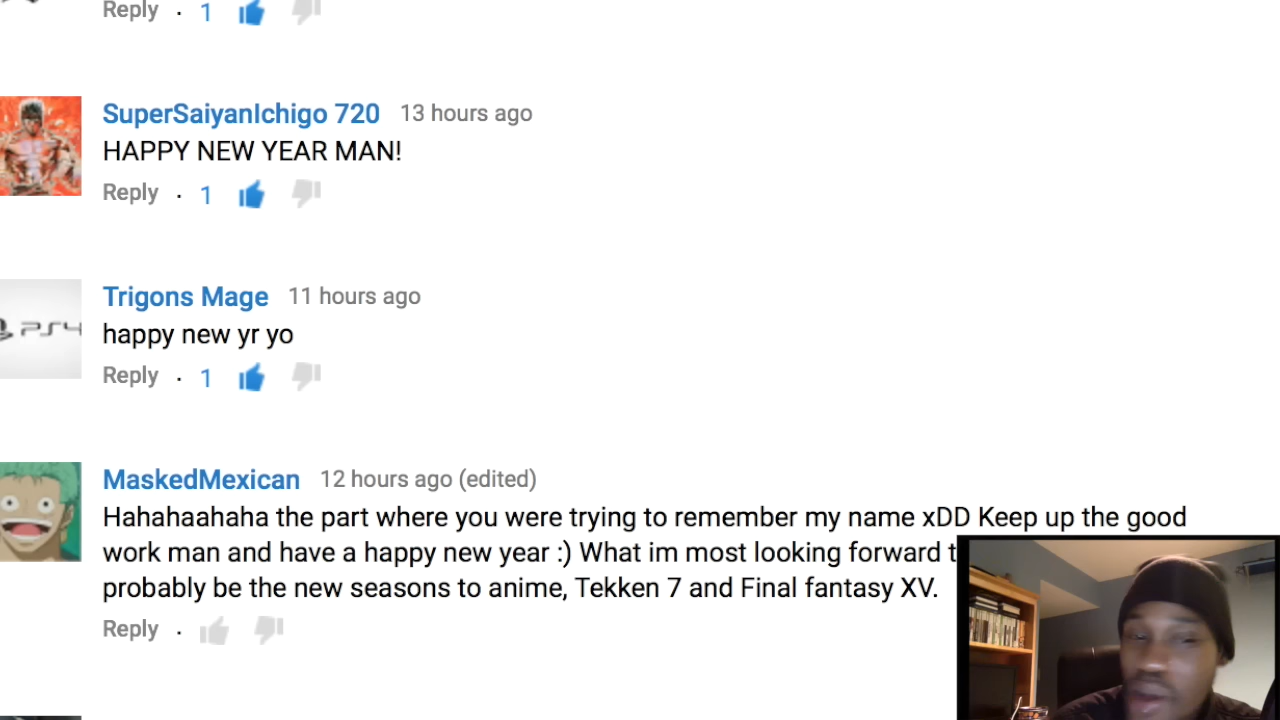 Reply · 1
SuperSaiyanIchigo 720 13 hours ago
HAPPY NEW YEAR MAN!
Reply · 1
PS4
Trigons Mage 11 hours ago
happy new yr yo
Reply · 1
MaskedMexican 12 hours ago (edited)
Hahahaahaha the part where you were trying to remember my name xDD Keep up the good
work man and have a happy new year :) What im most looking forward t
probably be the new seasons to anime, Tekken 7 and Final fantasy XV.
Reply ·